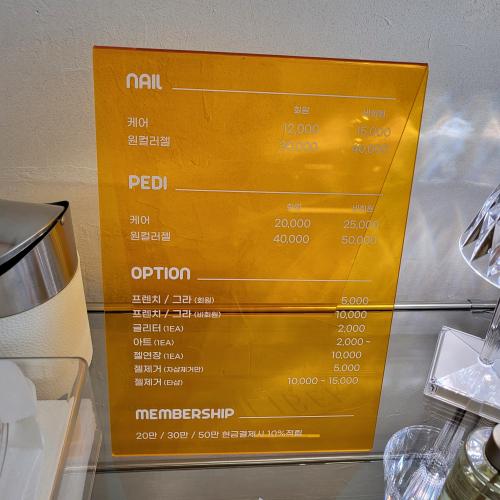 NAIL
회원 비회원
케어 12,000 15,000
원컬러젤 30,000 40,000
PEDI
회원 비회원
케어 20,000 25,000
원컬러젤 40,000 50,000
OPTION
프렌치 / 그라 (회원) 5,000
프렌치 / 그라 (비회원) 10,000
글리터 (1EA) 2,000
아트 (1EA) 2,000 ~
젤연장 (1EA) 10,000
젤제거 (자샵제거만) 5,000
젤제거 (타샵) 10,000 ~ 15,000
MEMBERSHIP
20만 / 30만 / 50만 현금결제시 10%적립